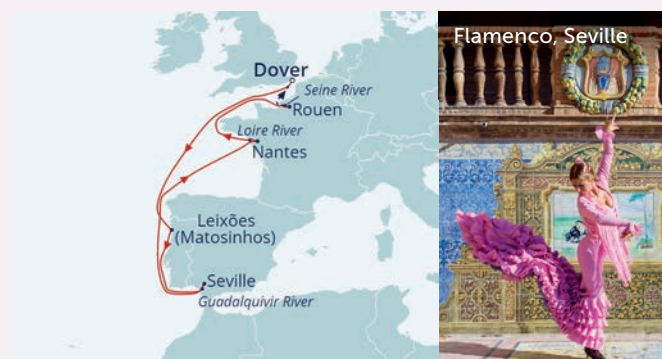 Dover
Seine River
Rouen
Loire River
Nantes
Leixões
(Matosinhos)
Seville
Guadalquivir River
Flamenco, Seville